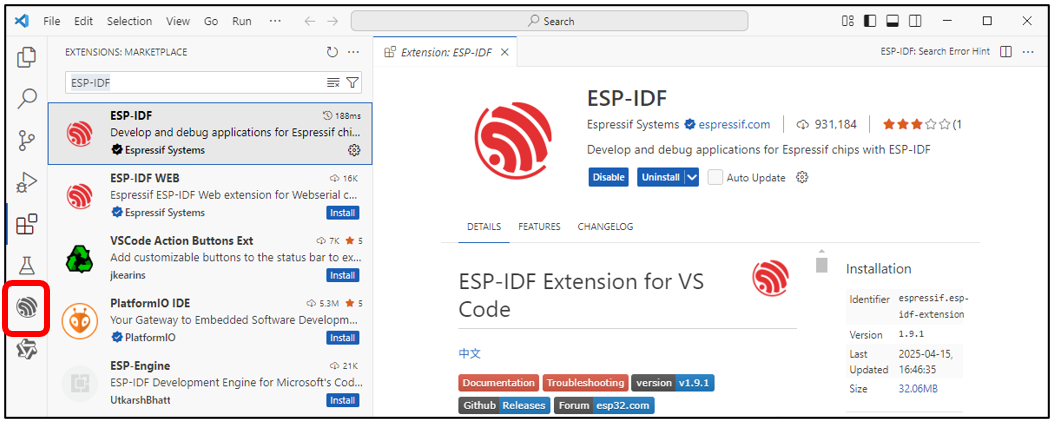 File Edit Selection View Go Run ··· Search
EXTENSIONS: MARKETPLACE
ESP-IDF
ESP-IDF 188ms
Develop and debug applications for Espressif chi...
Espressif Systems
ESP-IDF WEB 16K
Espressif ESP-IDF Web extension for Webserial c...
Espressif Systems Install
VSCode Action Buttons Ext 7K 5
Add customizable buttons to the status bar to ex...
jkearins Install
PlatformIO IDE 5.3M 5
Your Gateway to Embedded Software Developm...
PlatformIO Install
ESP-Engine 21K
ESP-IDF Development Engine for Microsoft's Cod...
UtkarshBhatt Install
Extension: ESP-IDF
ESP-IDF: Search Error Hint
ESP-IDF
Espressif Systems espressif.com 931,184 (1
Develop and debug applications for Espressif chips with ESP-IDF
Disable Uninstall Auto Update
DETAILS FEATURES CHANGELOG
ESP-IDF Extension for VS
Code
中文
Documentation Troubleshooting version v1.9.1
Github Releases Forum esp32.com
Installation
Identifier espressif.esp-
idf-extension
Version 1.9.1
Last 2025-04-15,
Updated 16:46:35
Size 32.06MB